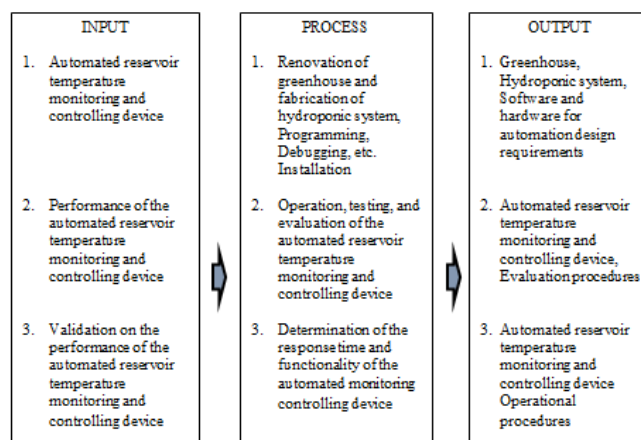 INPUT
1. Automated reservoir
temperature
monitoring and
controlling device
2. Performance of the
automated reservoir
temperature
monitoring and
controlling device
3. Validation on the
performance of the
automated reservoir
temperature
monitoring and
controlling device
PROCESS
1. Renovation of
greenhouse and
fabrication of
hydroponic system,
Programming,
Debugging, etc.
Installation
2. Operation, testing, and
evaluation of the
automated reservoir
temperature
monitoring and
controlling device
3. Determination of the
response time and
functionality of the
automated monitoring
controlling device
OUTPUT
1. Greenhouse,
Hydroponic system,
Software and
hardware for
automation design
requirements
2. Automated reservoir
temperature
monitoring and
controlling device,
Evaluation procedures
3. Automated reservoir
temperature
monitoring and
controlling device
Operational
procedures